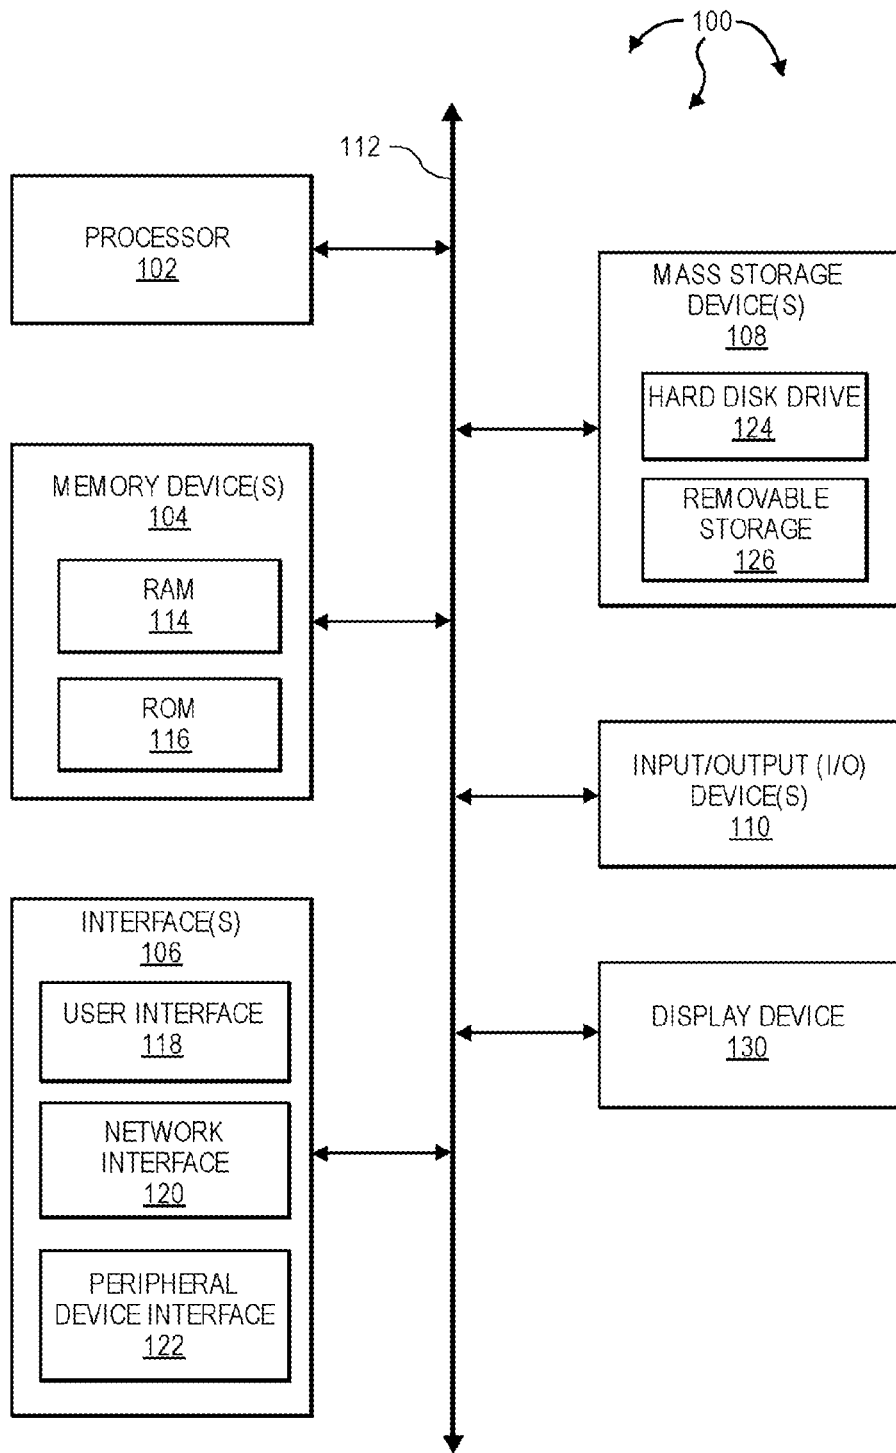 100
112
PROCESSOR
102
MEMORY DEVICE(S)
104
RAM
114
ROM
116
INTERFACE(S)
106
USER INTERFACE
118
NETWORK
INTERFACE
120
PERIPHERAL
DEVICE INTERFACE
122
MASS STORAGE
DEVICE(S)
108
HARD DISK DRIVE
124
REMOVABLE
STORAGE
126
INPUT/OUTPUT (I/O)
DEVICE(S)
110
DISPLAY DEVICE
130